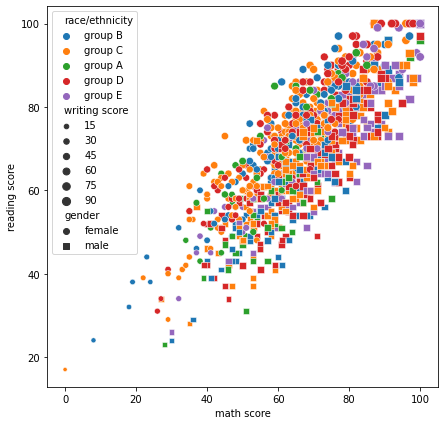 race/ethnicity
group B
group C
group A
group D
group E
writing score
15
30
45
60
75
90
gender
female
male
100
80
60
40
20
reading score
0 20 40 60 80 100
math score